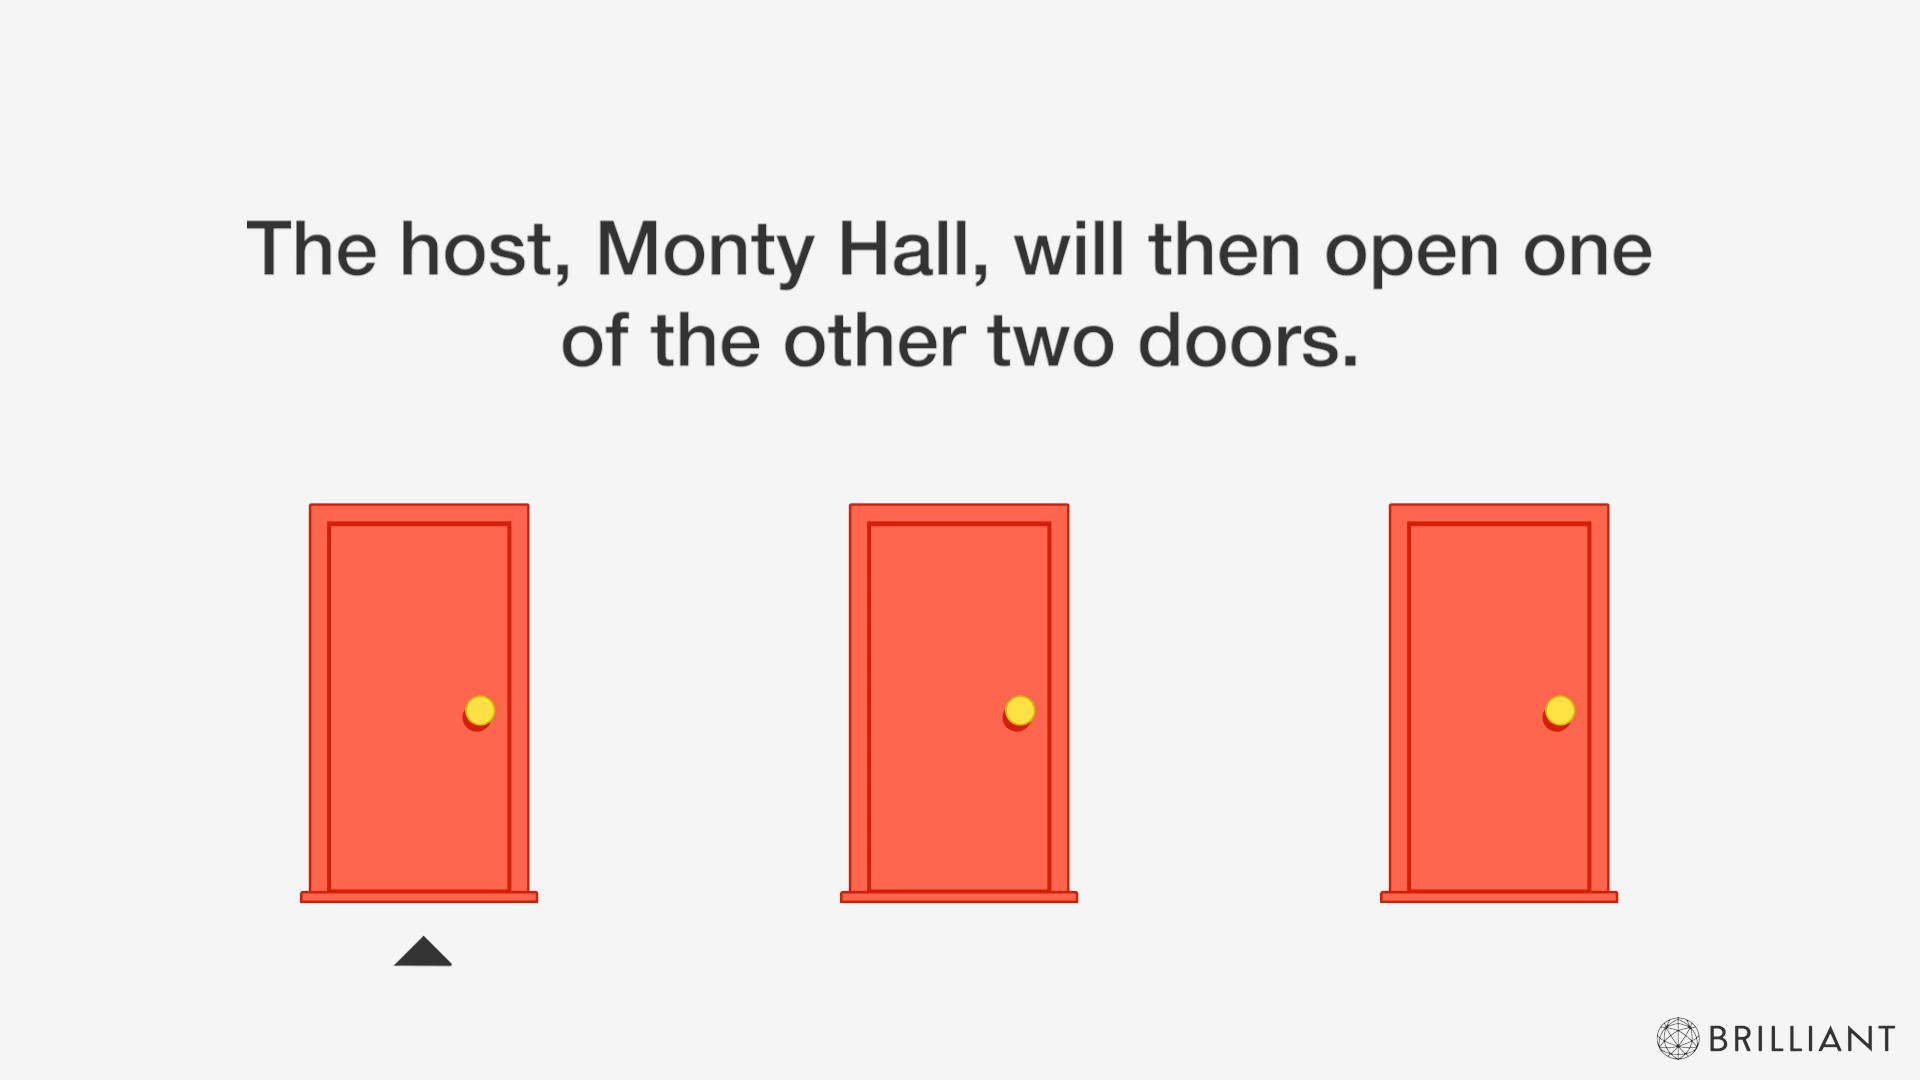 The host, Monty Hall, will then open one
of the other two doors.
BRILLIANT